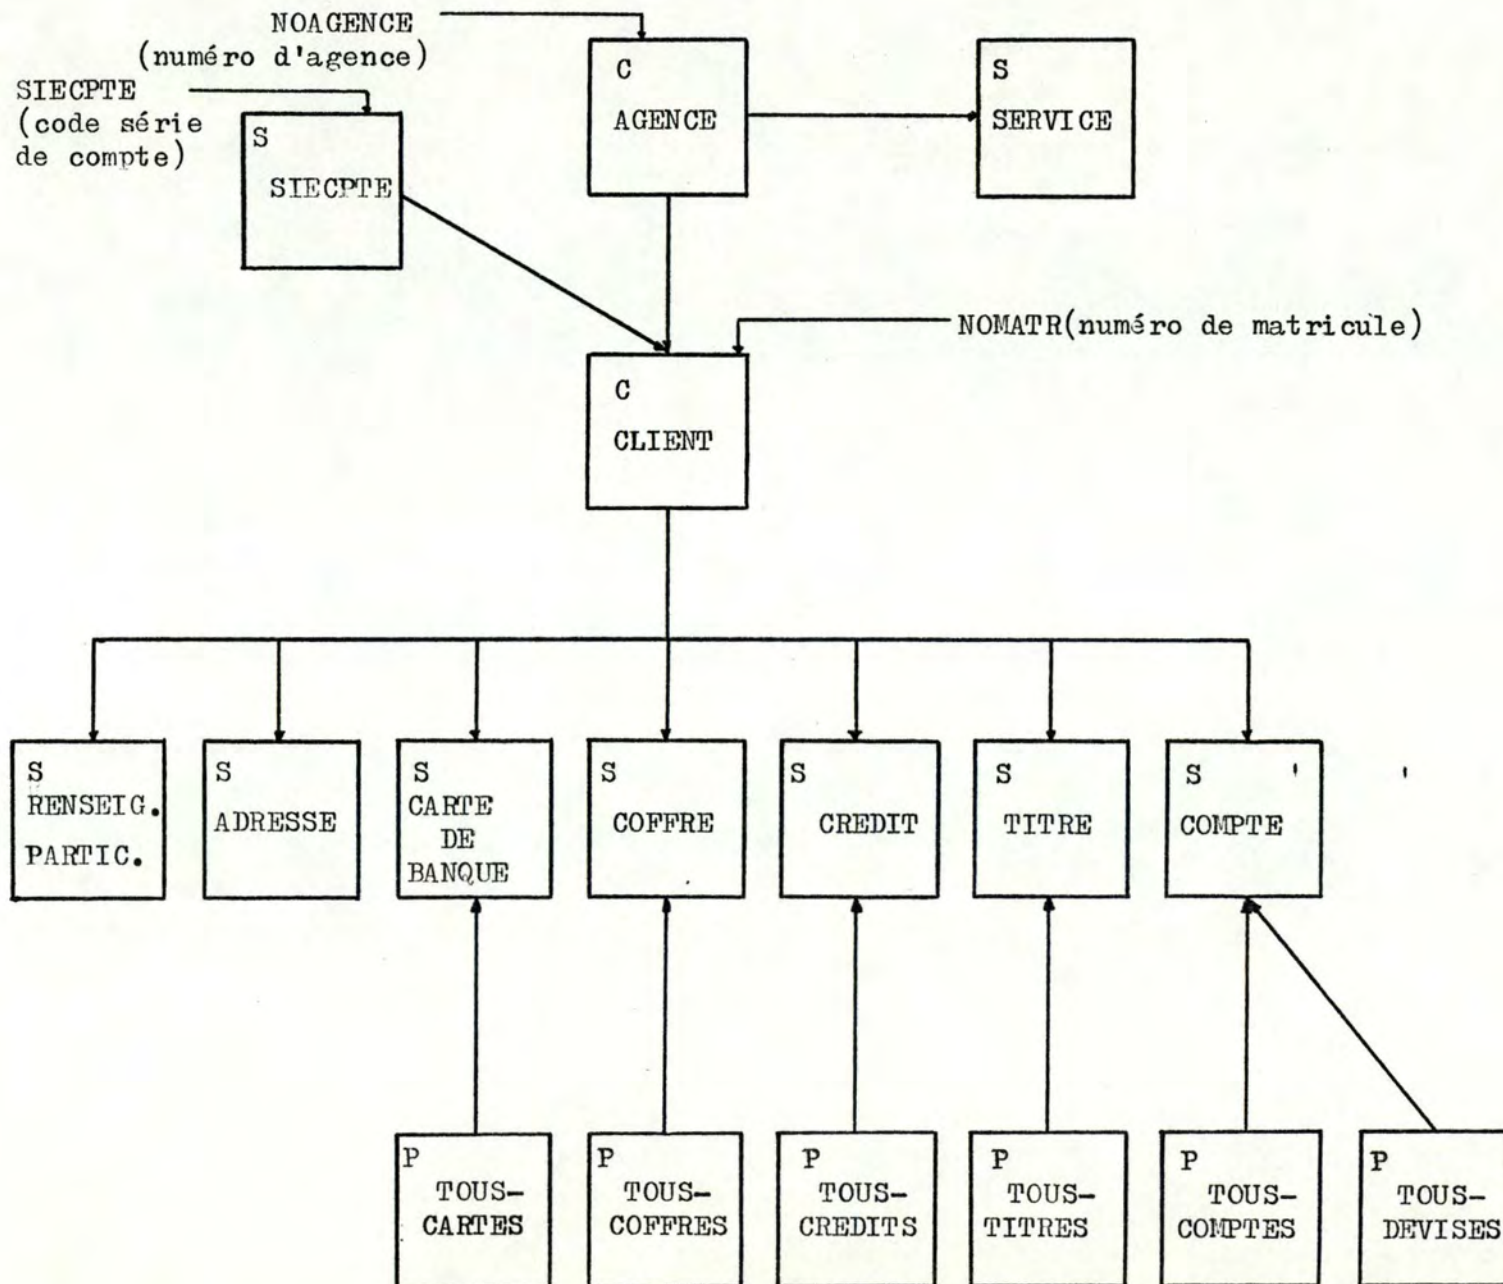 NOAGENCE
(numéro d'agence)
SIECPTE
(code série
de compte)
S
SIECPTE
C
AGENCE
S
SERVICE
NOMATR(numéro de matricule)
C
CLIENT
S
RENSEIG.
PARTIC.
S
ADRESSE
S
CARTE
DE
BANQUE
S
COFFRE
S
CREDIT
S
TITRE
S
COMPTE
P
TOUS-
CARTES
P
TOUS-
COFFRES
P
TOUS-
CREDITS
P
TOUS-
TITRES
P
TOUS-
COMPTES
P
TOUS-
DEVISES